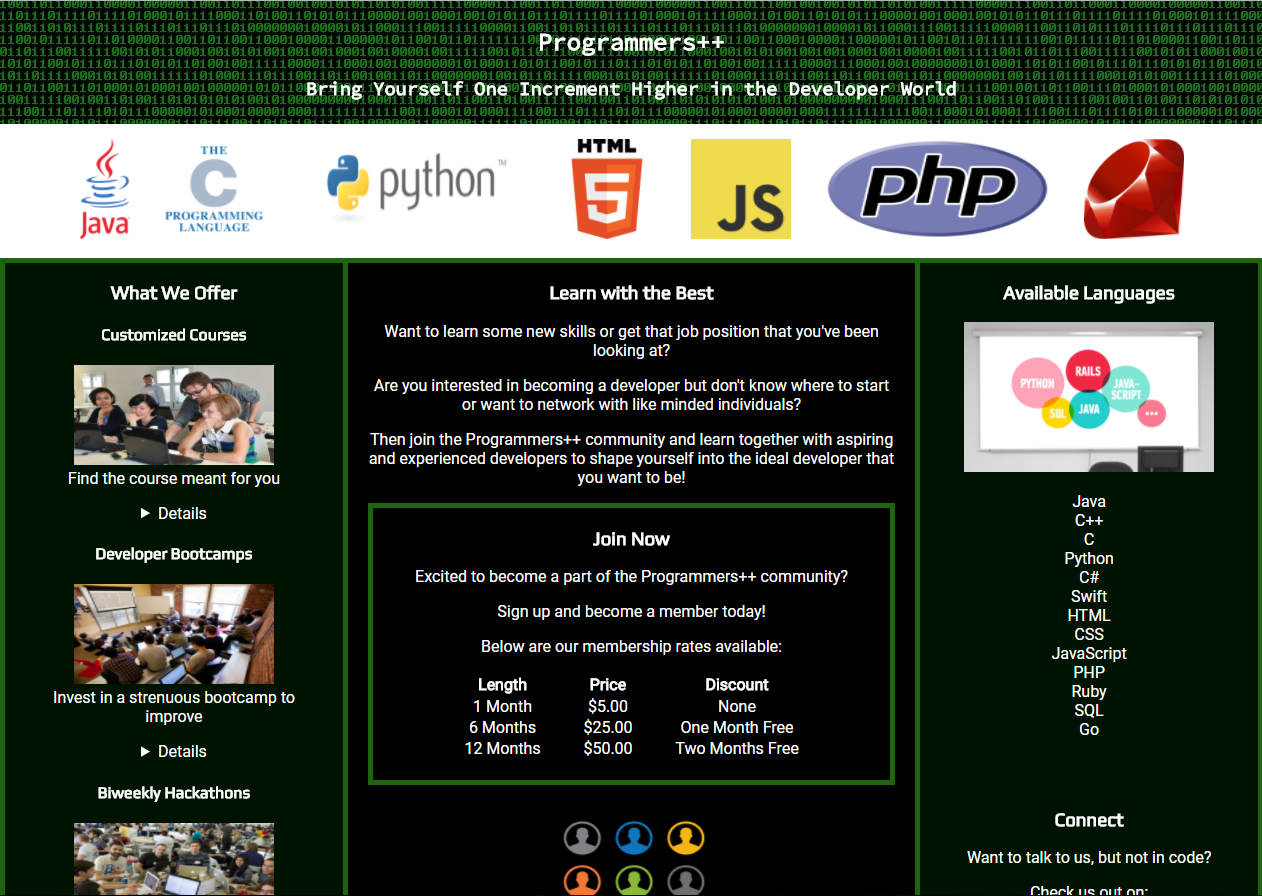 Programmers++
Bring Yourself One Increment Higher in the Developer World
Java
THE
C
PROGRAMMING
LANGUAGE
python
TM
HTML
5
JS
php
What We Offer
Customized Courses
Find the course meant for you
▶ Details
Developer Bootcamps
Invest in a strenuous bootcamp to
improve
▶ Details
Biweekly Hackathons
Learn with the Best
Want to learn some new skills or get that job position that you've been
looking at?
Are you interested in becoming a developer but don't know where to start
or want to network with like minded individuals?
Then join the Programmers++ community and learn together with aspiring
and experienced developers to shape yourself into the ideal developer that
you want to be!
Join Now
Excited to become a part of the Programmers++ community?
Sign up and become a member today!
Below are our membership rates available:
Length Price Discount
1 Month $5.00 None
6 Months $25.00 One Month Free
12 Months $50.00 Two Months Free
Available Languages
PYTHON
RAILS
JAVA-
SCRIPT
SQL
JAVA
...
Java
C++
C
Python
C#
Swift
HTML
CSS
JavaScript
PHP
Ruby
SQL
Go
Connect
Want to talk to us, but not in code?
Check us out on: